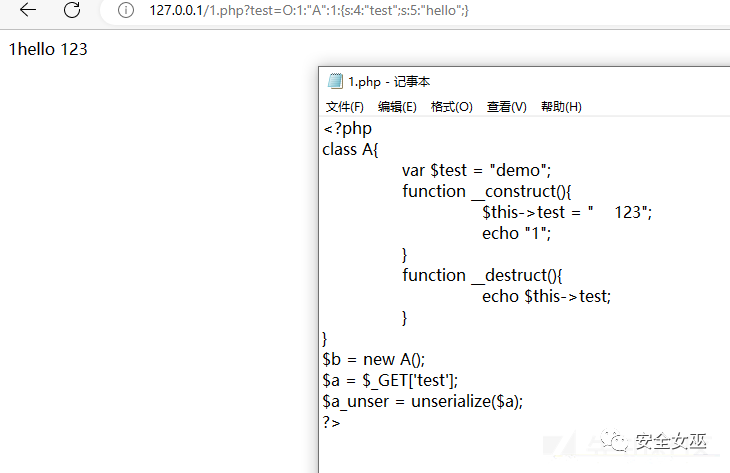 127.0.0.1/1.php?test=O:1:"A":1:{s:4:"test";s:5:"hello";}
1hello 123
1.php - 记事本
文件(F) 编辑(E) 格式(O) 查看(V) 帮助(H)
<?php
class A{
var $test = "demo";
function __construct(){
$this->test = "    123";
echo "1";
}
function __destruct(){
echo $this->test;
}
}
$b = new A();
$a = $_GET['test'];
$a_unser = unserialize($a);
?>
安全女巫